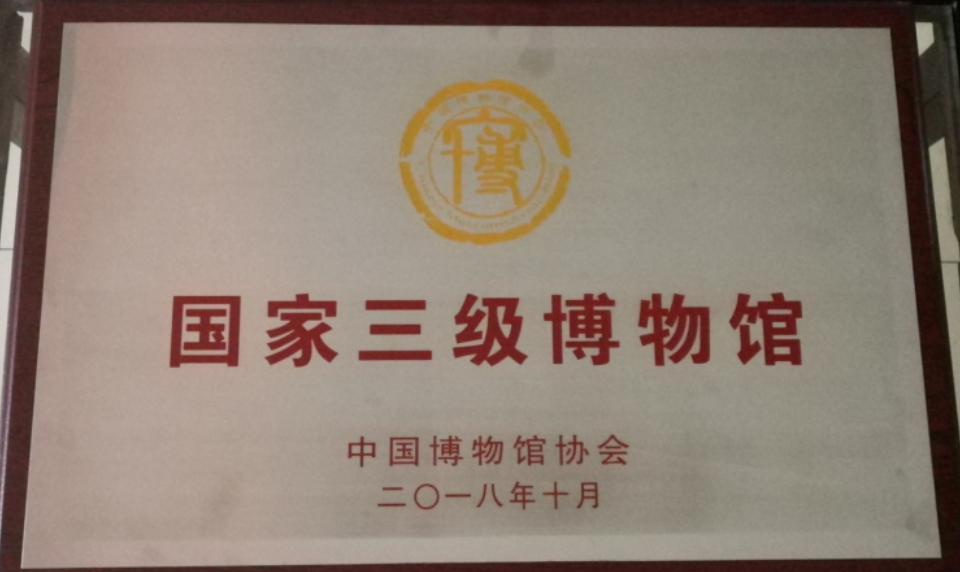 博
国家三级博物馆
中国博物馆协会
二〇一八年十月